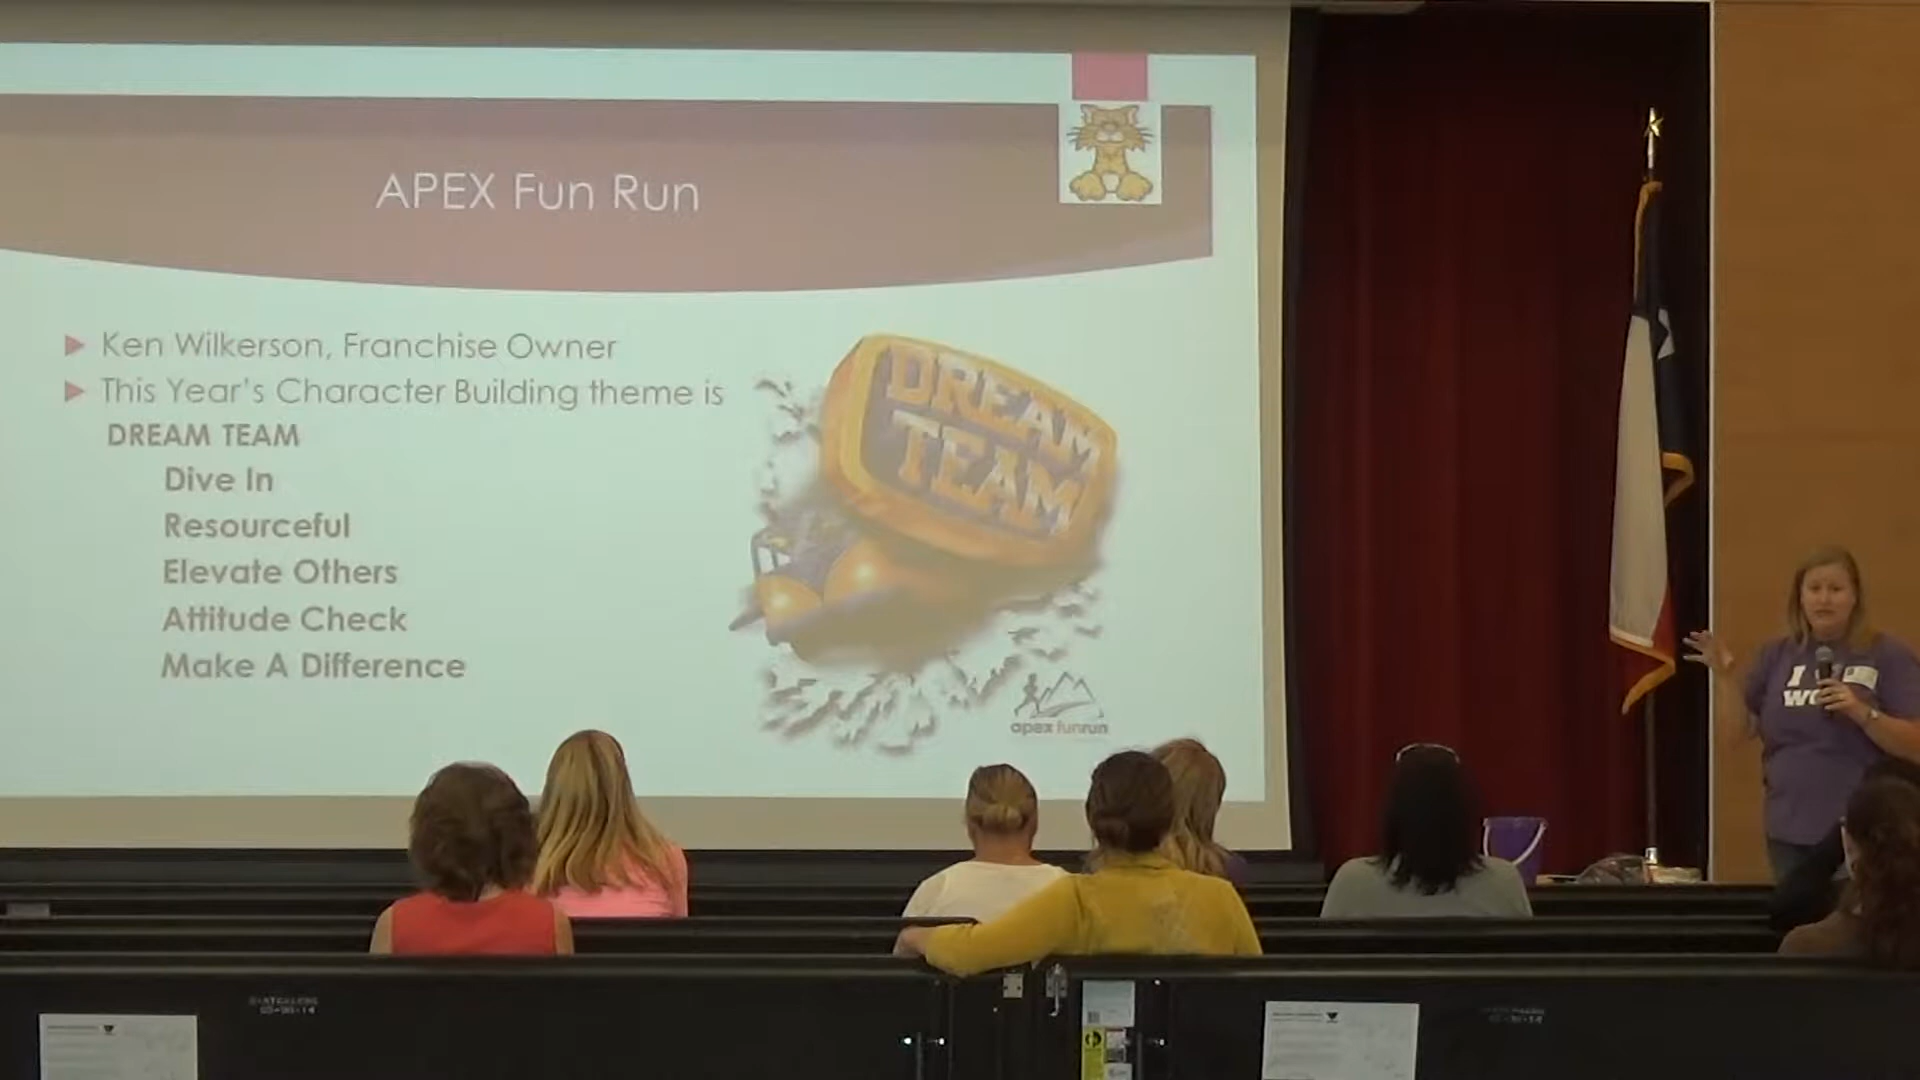 APEX Fun Run
Ken Wilkerson, Franchise Owner
This Year's Character Building theme is
DREAM TEAM
Dive In
Resourceful
Elevate Others
Attitude Check
Make A Difference
DREAM
TEAM
apex funrun
I